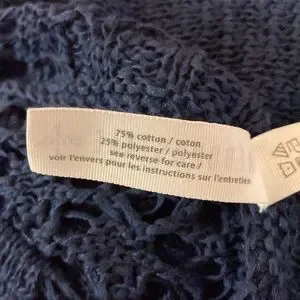 75% cotton / coton
25% polyester / polyester
see reverse for care /
voir l'envers pour les instructions sur l'entretien